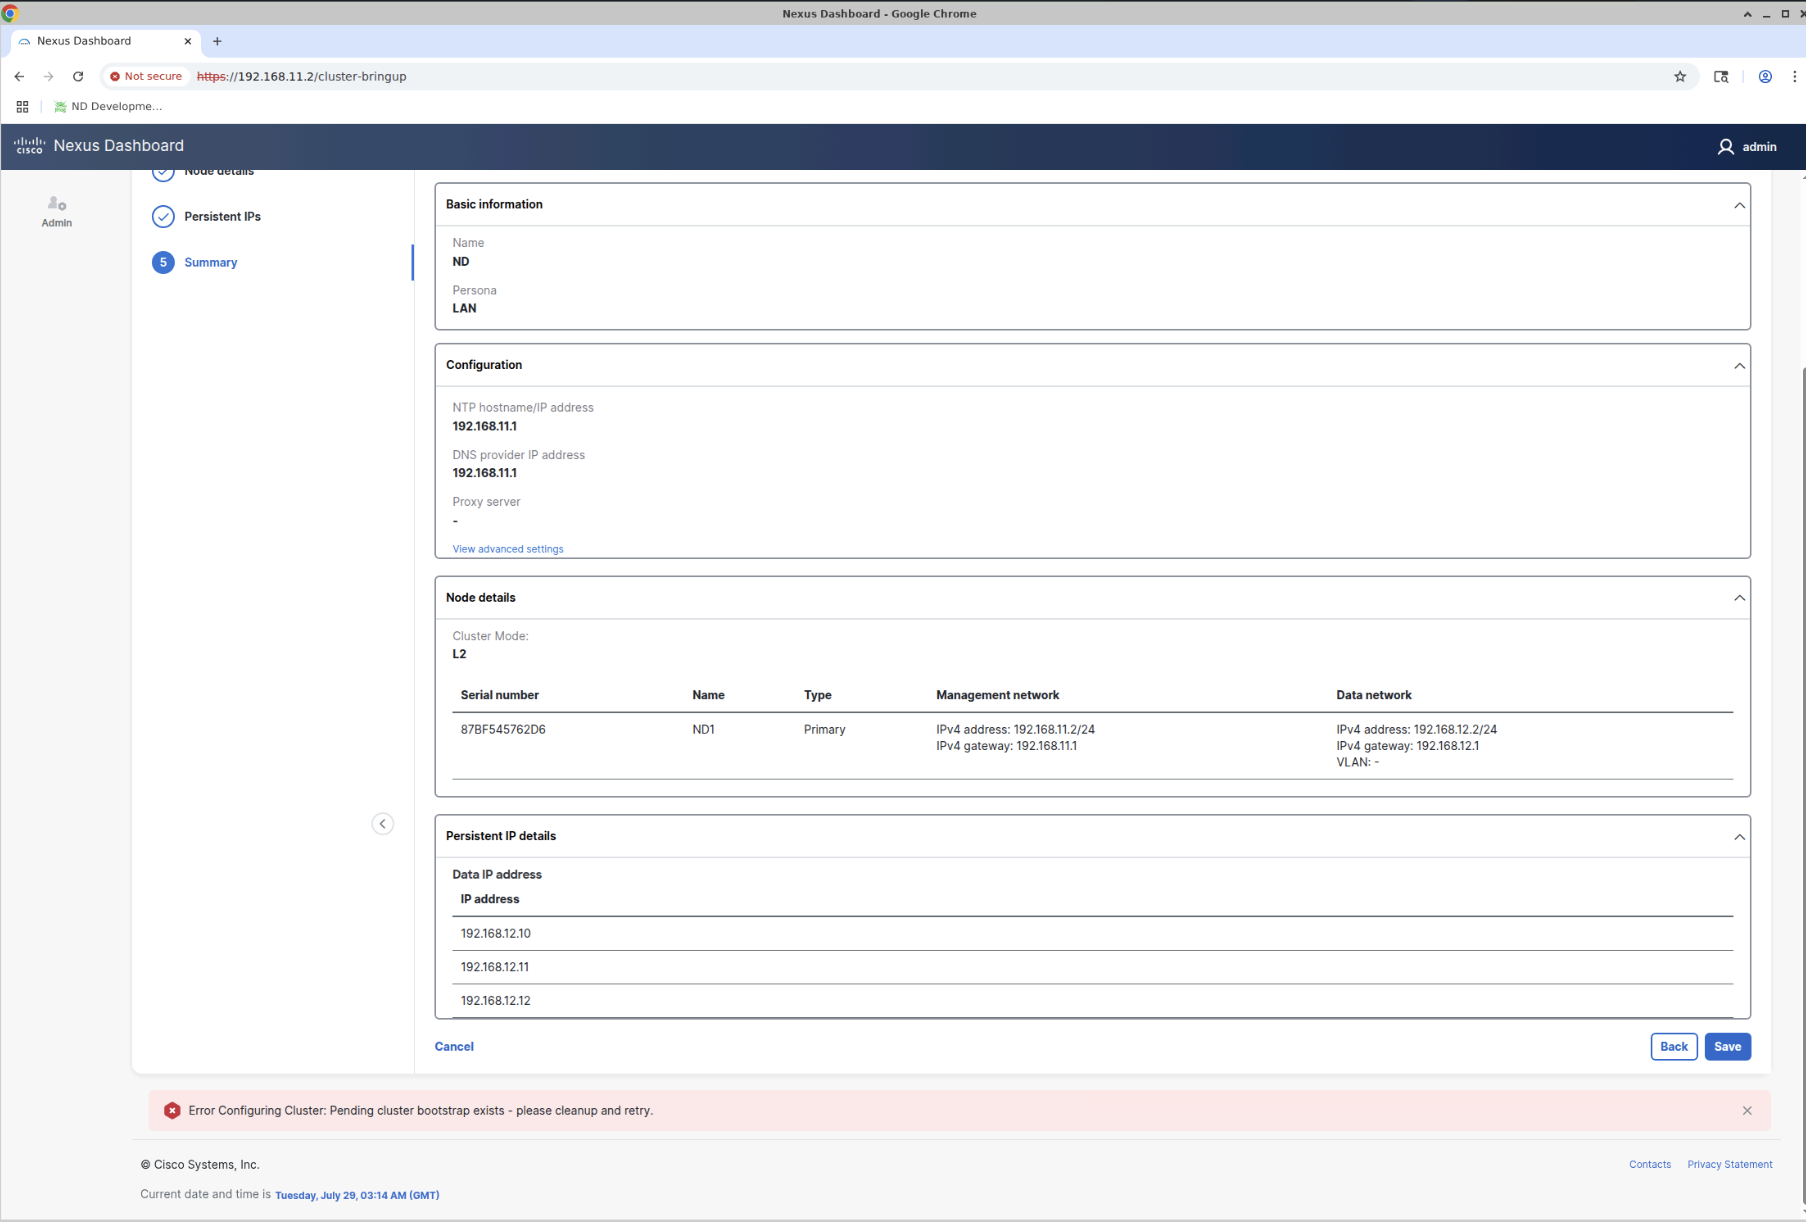 Nexus Dashboard - Google Chrome
Nexus Dashboard
Not secure https://192.168.11.2/cluster-bringup
ND Developme...
CISCO Nexus Dashboard admin
Admin
Node details
Persistent IPs
5 Summary
Basic information
Name
ND
Persona
LAN
Configuration
NTP hostname/IP address
192.168.11.1
DNS provider IP address
192.168.11.1
Proxy server
-
View advanced settings
Node details
Cluster Mode:
L2
Serial number Name Type Management network Data network
87BF545762D6 ND1 Primary IPv4 address: 192.168.11.2/24 IPv4 address: 192.168.12.2/24
IPv4 gateway: 192.168.11.1 IPv4 gateway: 192.168.12.1
VLAN: -
Persistent IP details
Data IP address
IP address
192.168.12.10
192.168.12.11
192.168.12.12
Cancel Back Save
Error Configuring Cluster: Pending cluster bootstrap exists - please cleanup and retry.
© Cisco Systems, Inc. Contacts Privacy Statement
Current date and time is Tuesday, July 29, 03:14 AM (GMT)